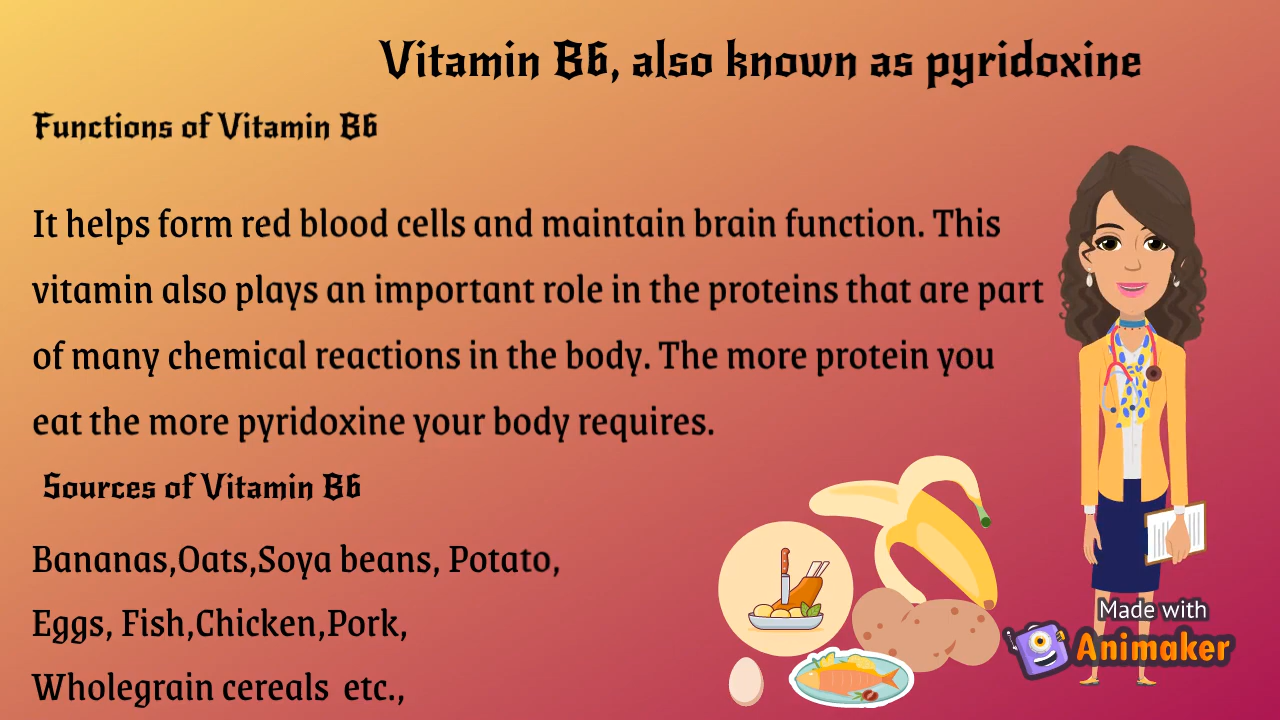 Vitamin B6, also known as pyridoxine
Functions of Vitamin B6
It helps form red blood cells and maintain brain function. This
vitamin also plays an important role in the proteins that are part
of many chemical reactions in the body. The more protein you
eat the more pyridoxine your body requires.
Sources of Vitamin B6
Bananas,Oats,Soya beans, Potato,
Eggs, Fish,Chicken,Pork,
Wholegrain cereals etc.,
Made with
Animaker